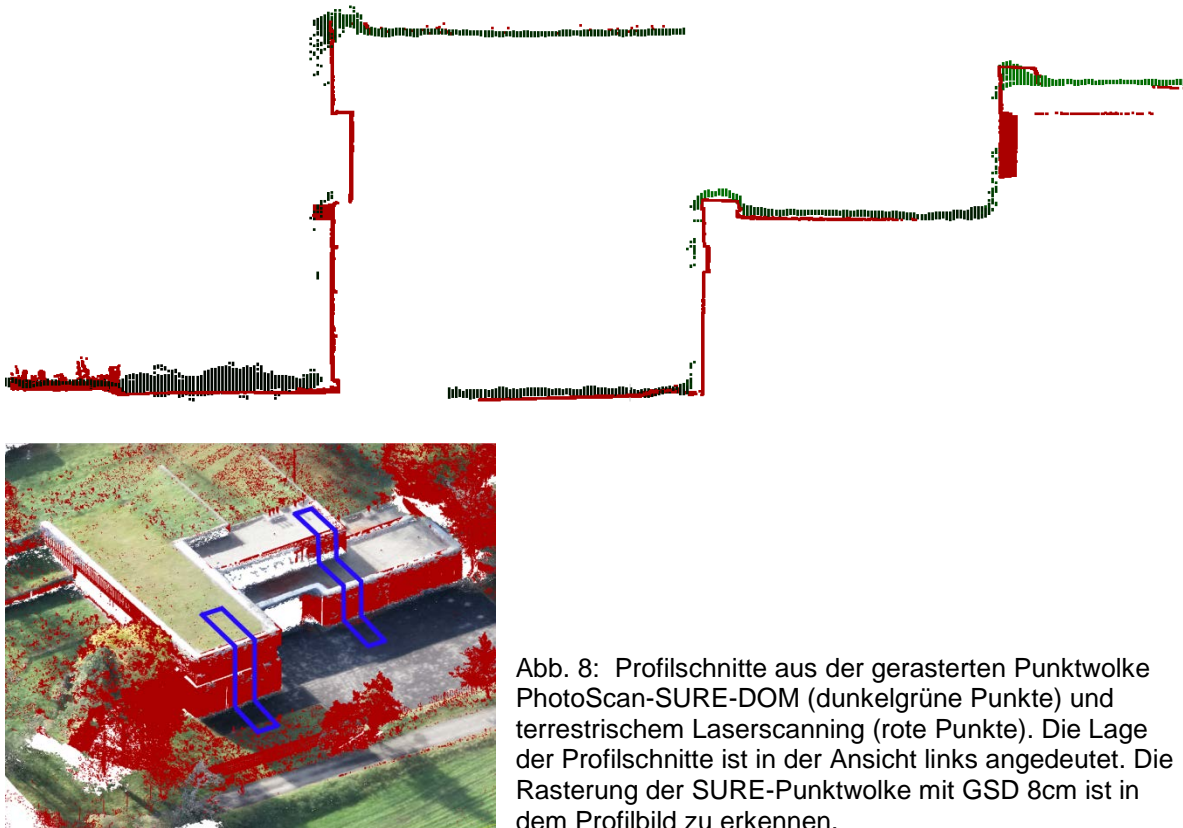 Abb. 8: Profilschnitte aus der gerasterten Punktwolke
PhotoScan-SURE-DOM (dunkelgrüne Punkte) und
terrestrischem Laserscanning (rote Punkte). Die Lage
der Profilschnitte ist in der Ansicht links angedeutet. Die
Rasterung der SURE-Punktwolke mit GSD 8cm ist in
dem Profilbild zu erkennen.